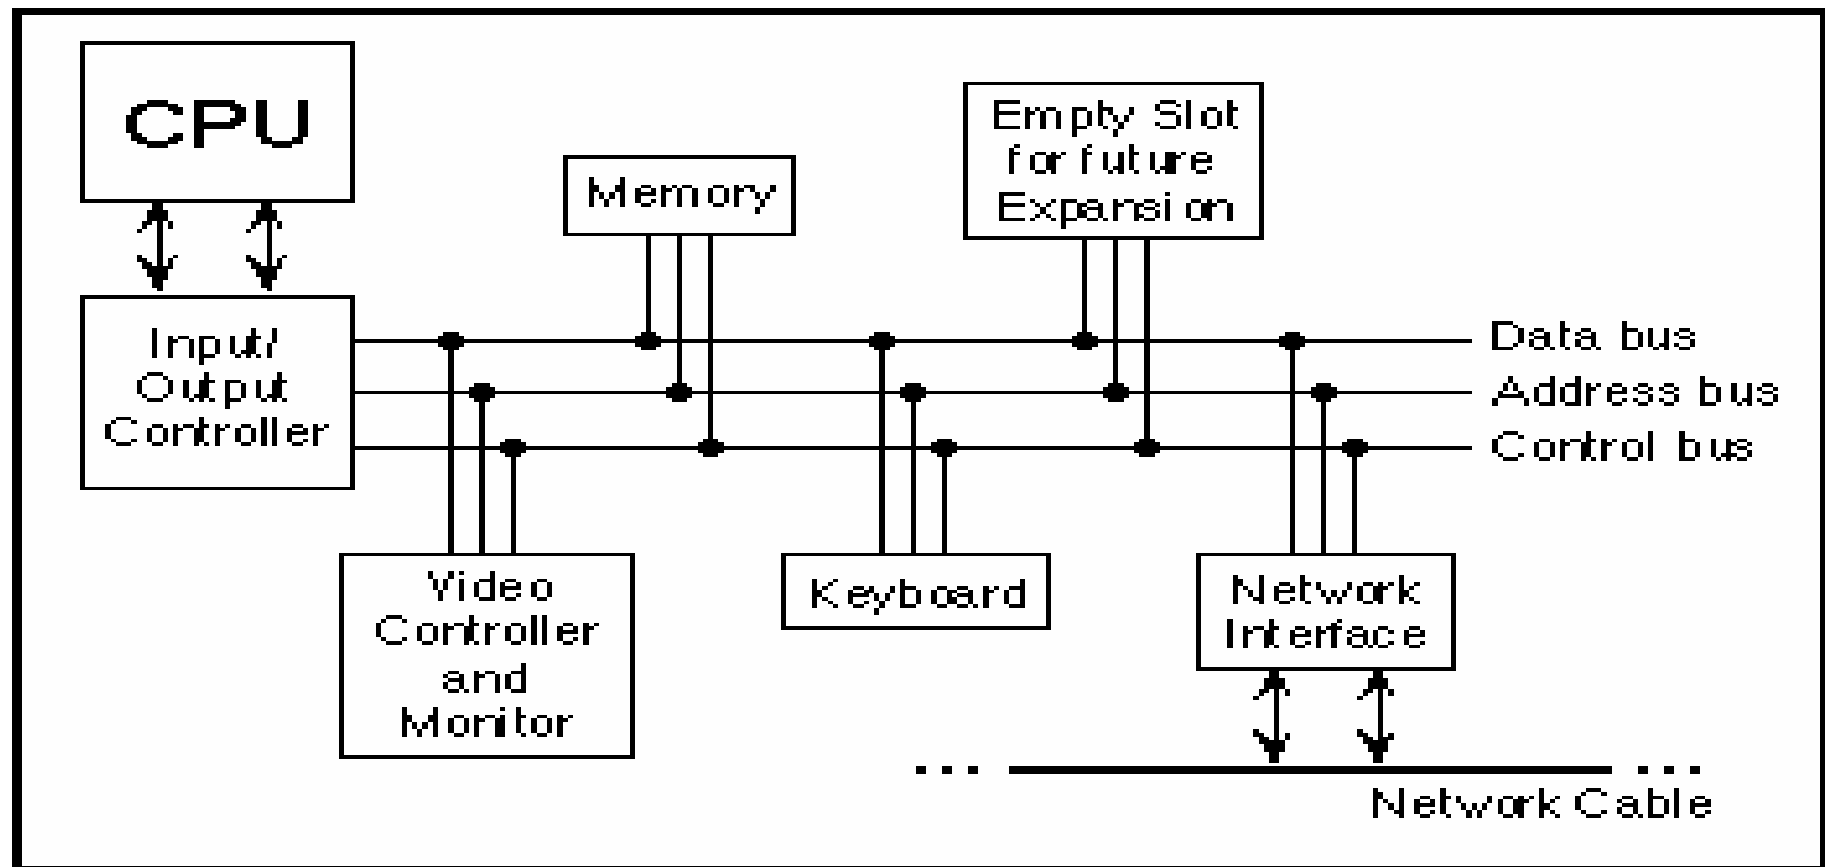 CPU
Memory
Empty Slot
for future
Expansion
Input/
Output
Controller
Data bus
Address bus
Control bus
Video
Controller
and
Monitor
Keyboard
Network
Interface
... ...
Network Cable